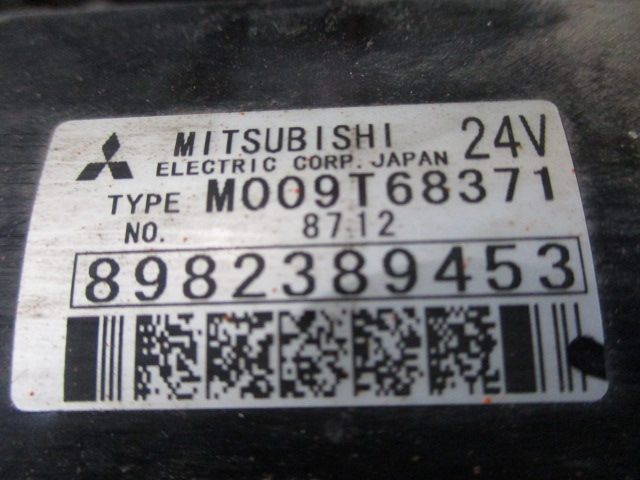 MITSUBISHI 24V
ELECTRIC CORP. JAPAN
TYPE M009T68371
NO. 8712
8982389453